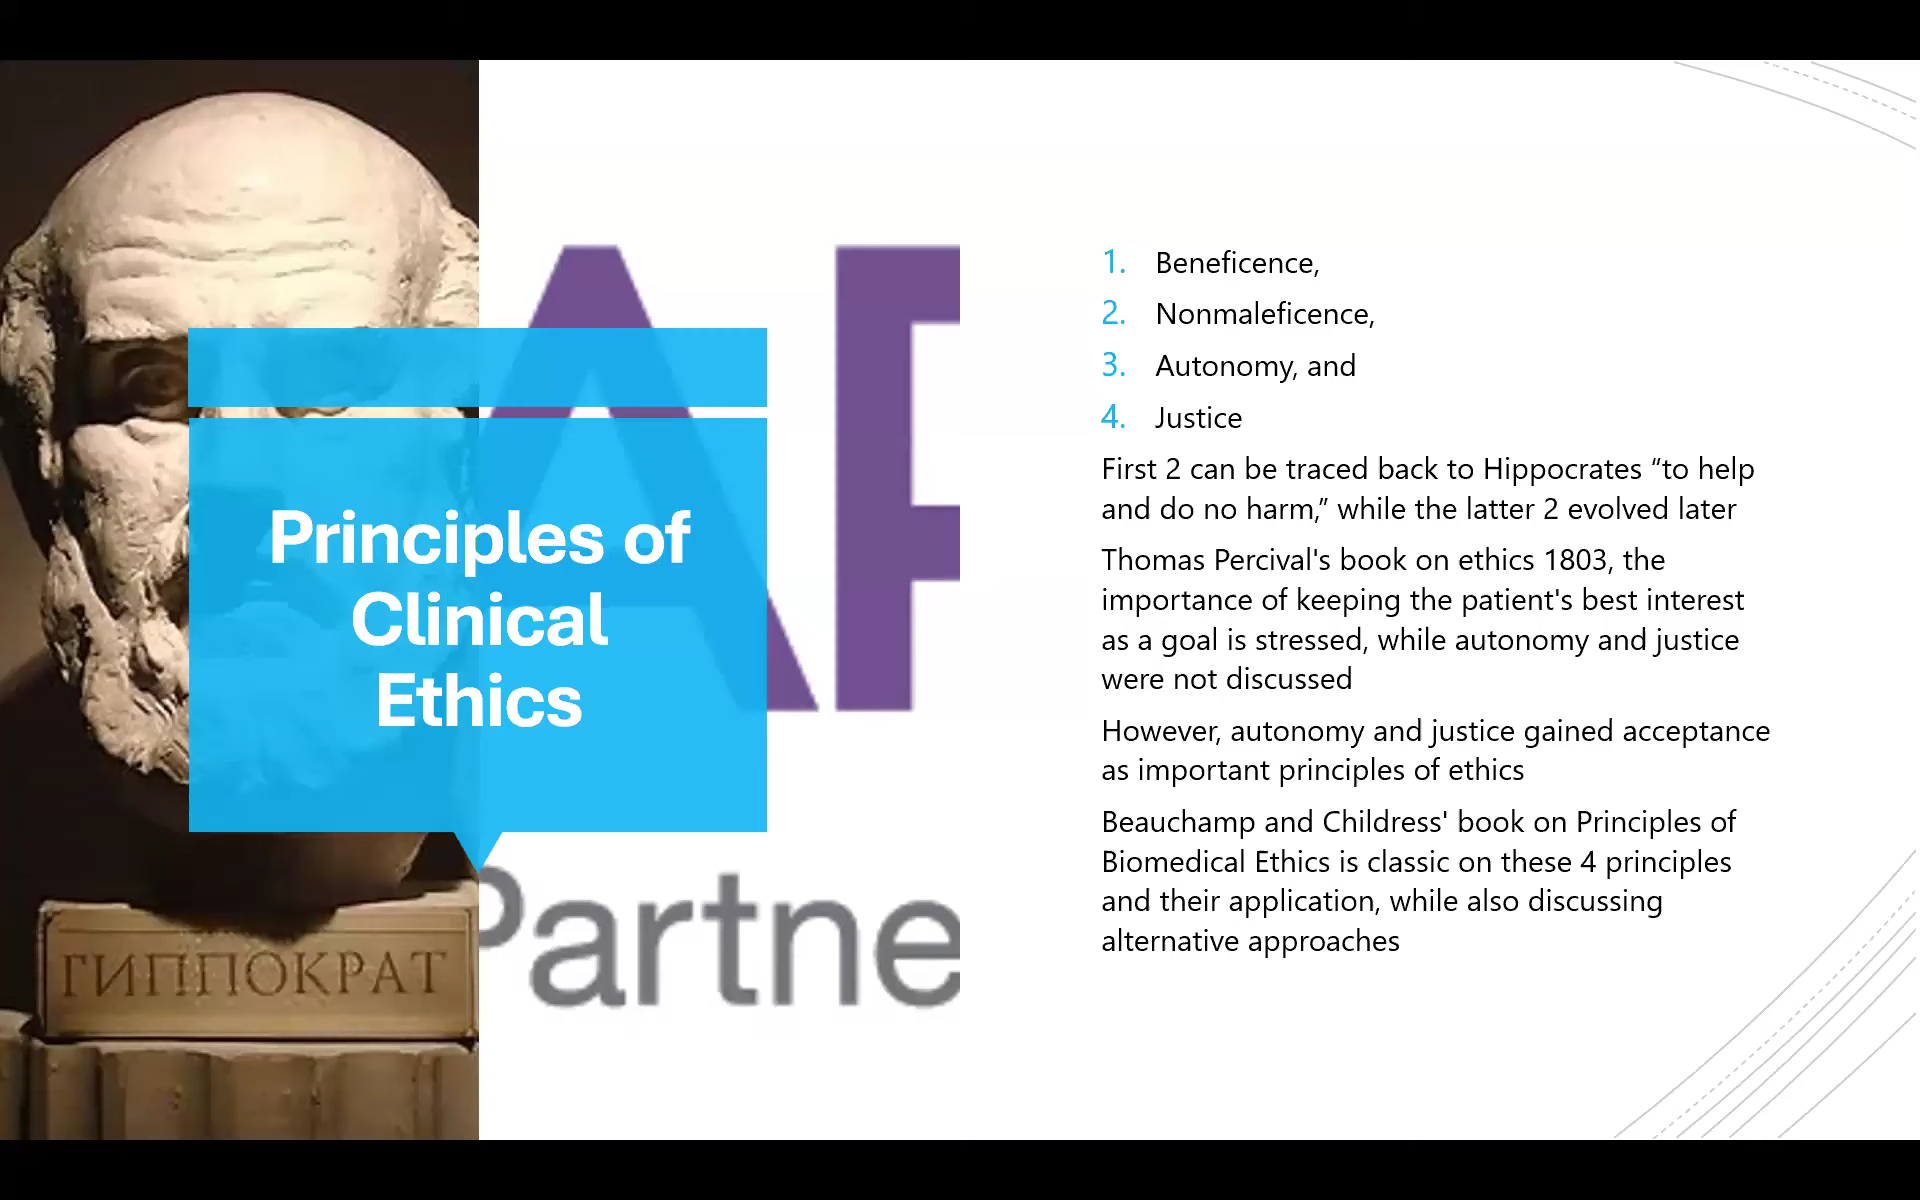 ГИППОКРАТ
AP
Partne
Principles of
Clinical
Ethics
1. Beneficence,
2. Nonmaleficence,
3. Autonomy, and
4. Justice
First 2 can be traced back to Hippocrates “to help
and do no harm,” while the latter 2 evolved later
Thomas Percival's book on ethics 1803, the
importance of keeping the patient's best interest
as a goal is stressed, while autonomy and justice
were not discussed
However, autonomy and justice gained acceptance
as important principles of ethics
Beauchamp and Childress' book on Principles of
Biomedical Ethics is classic on these 4 principles
and their application, while also discussing
alternative approaches